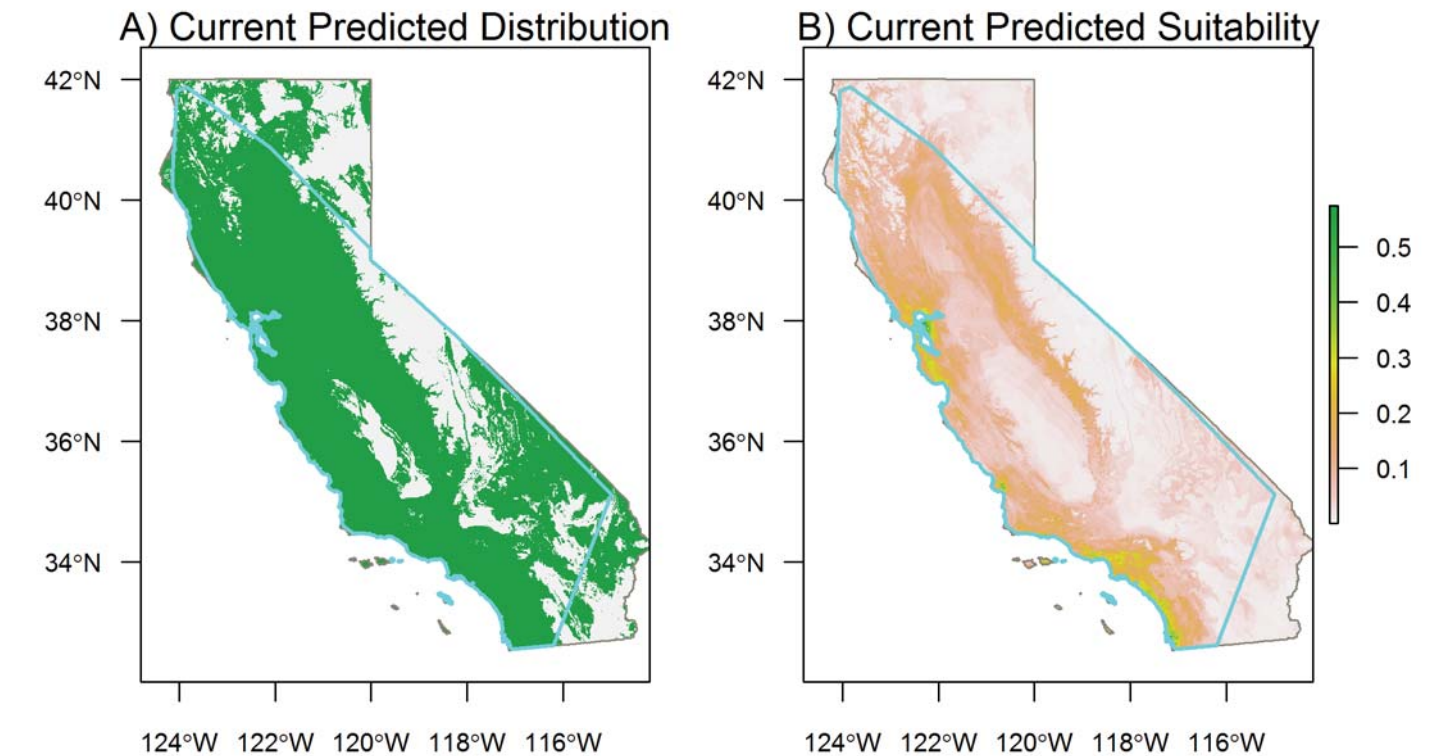 A) Current Predicted Distribution
B) Current Predicted Suitability
42°N
40°N
38°N
36°N
34°N
124°W 122°W 120°W 118°W 116°W
42°N
40°N
38°N
36°N
34°N
124°W 122°W 120°W 118°W 116°W
0.5
0.4
0.3
0.2
0.1